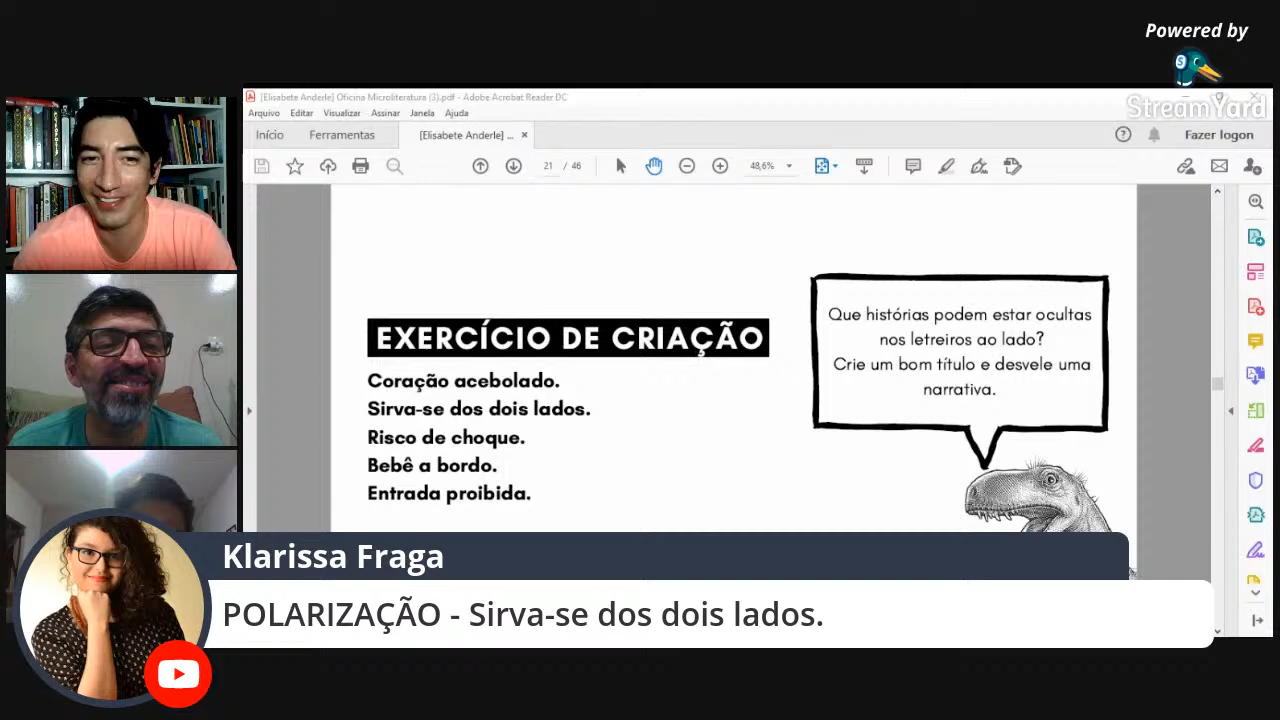 Powered by
StreamYard
[Elisabete Anderle] Oficina Microliteratura (3).pdf - Adobe Acrobat Reader DC
Arquivo Editar Visualizar Assinar Janela Ajuda
Início Ferramentas [Elisabete Anderle] ... × Fazer logon
21 / 46 48,6%
EXERCÍCIO DE CRIAÇÃO
Coração acebolado.
Sirva-se dos dois lados.
Risco de choque.
Bebê a bordo.
Entrada proibida.
Que histórias podem estar ocultas
nos letreiros ao lado?
Crie um bom título e desvele uma
narrativa.
Klarissa Fraga
POLARIZAÇÃO - Sirva-se dos dois lados.